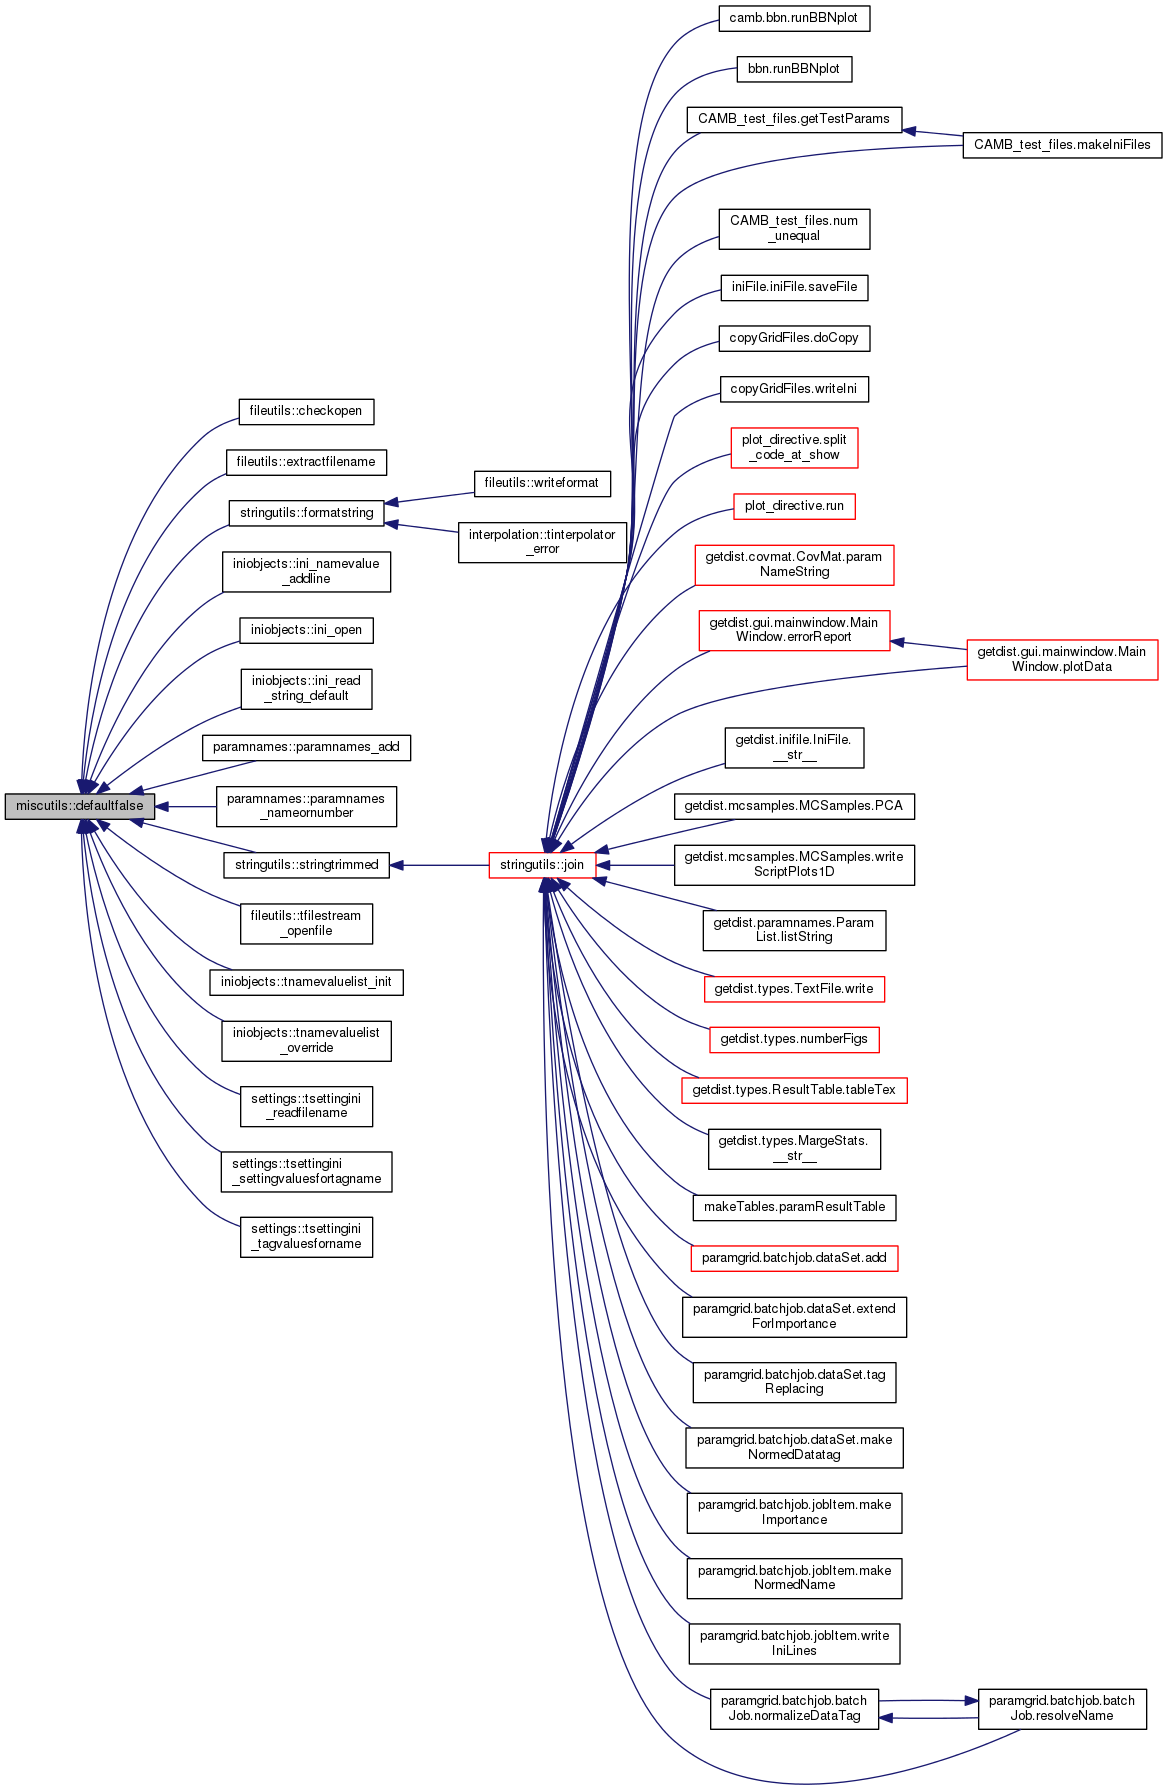 camb.bbn.runBBNplot
bbn.runBBNplot
CAMB_test_files.getTestParams
CAMB_test_files.makeIniFiles
CAMB_test_files.num
_unequal
iniFile.iniFile.saveFile
copyGridFiles.doCopy
copyGridFiles.writeIni
plot_directive.split
_code_at_show
plot_directive.run
getdist.covmat.CovMat.param
NameString
getdist.gui.mainwindow.Main
Window.errorReport
getdist.gui.mainwindow.Main
Window.plotData
getdist.inifile.IniFile.
__str__
getdist.mcsamples.MCSamples.PCA
getdist.mcsamples.MCSamples.write
ScriptPlots1D
getdist.paramnames.Param
List.listString
getdist.types.TextFile.write
getdist.types.numberFigs
getdist.types.ResultTable.tableTex
getdist.types.MargeStats.
__str__
makeTables.paramResultTable
paramgrid.batchjob.dataSet.add
paramgrid.batchjob.dataSet.extend
ForImportance
paramgrid.batchjob.dataSet.tag
Replacing
paramgrid.batchjob.dataSet.make
NormedDatatag
paramgrid.batchjob.jobItem.make
Importance
paramgrid.batchjob.jobItem.make
NormedName
paramgrid.batchjob.jobItem.write
IniLines
paramgrid.batchjob.batch
Job.normalizeDataTag
paramgrid.batchjob.batch
Job.resolveName
fileutils::checkopen
fileutils::extractfilename
stringutils::formatstring
fileutils::writeformat
interpolation::tinterpolator
_error
iniobjects::ini_namevalue
_addline
iniobjects::ini_open
iniobjects::ini_read
_string_default
paramnames::paramnames_add
miscutils::defaultfalse
paramnames::paramnames
_nameornumber
stringutils::stringtrimmed
stringutils::join
fileutils::tfilestream
_openfile
iniobjects::tnamevaluelist_init
iniobjects::tnamevaluelist
_override
settings::tsettingini
_readfilename
settings::tsettingini
_settingvaluesfortagname
settings::tsettingini
_tagvaluesforname